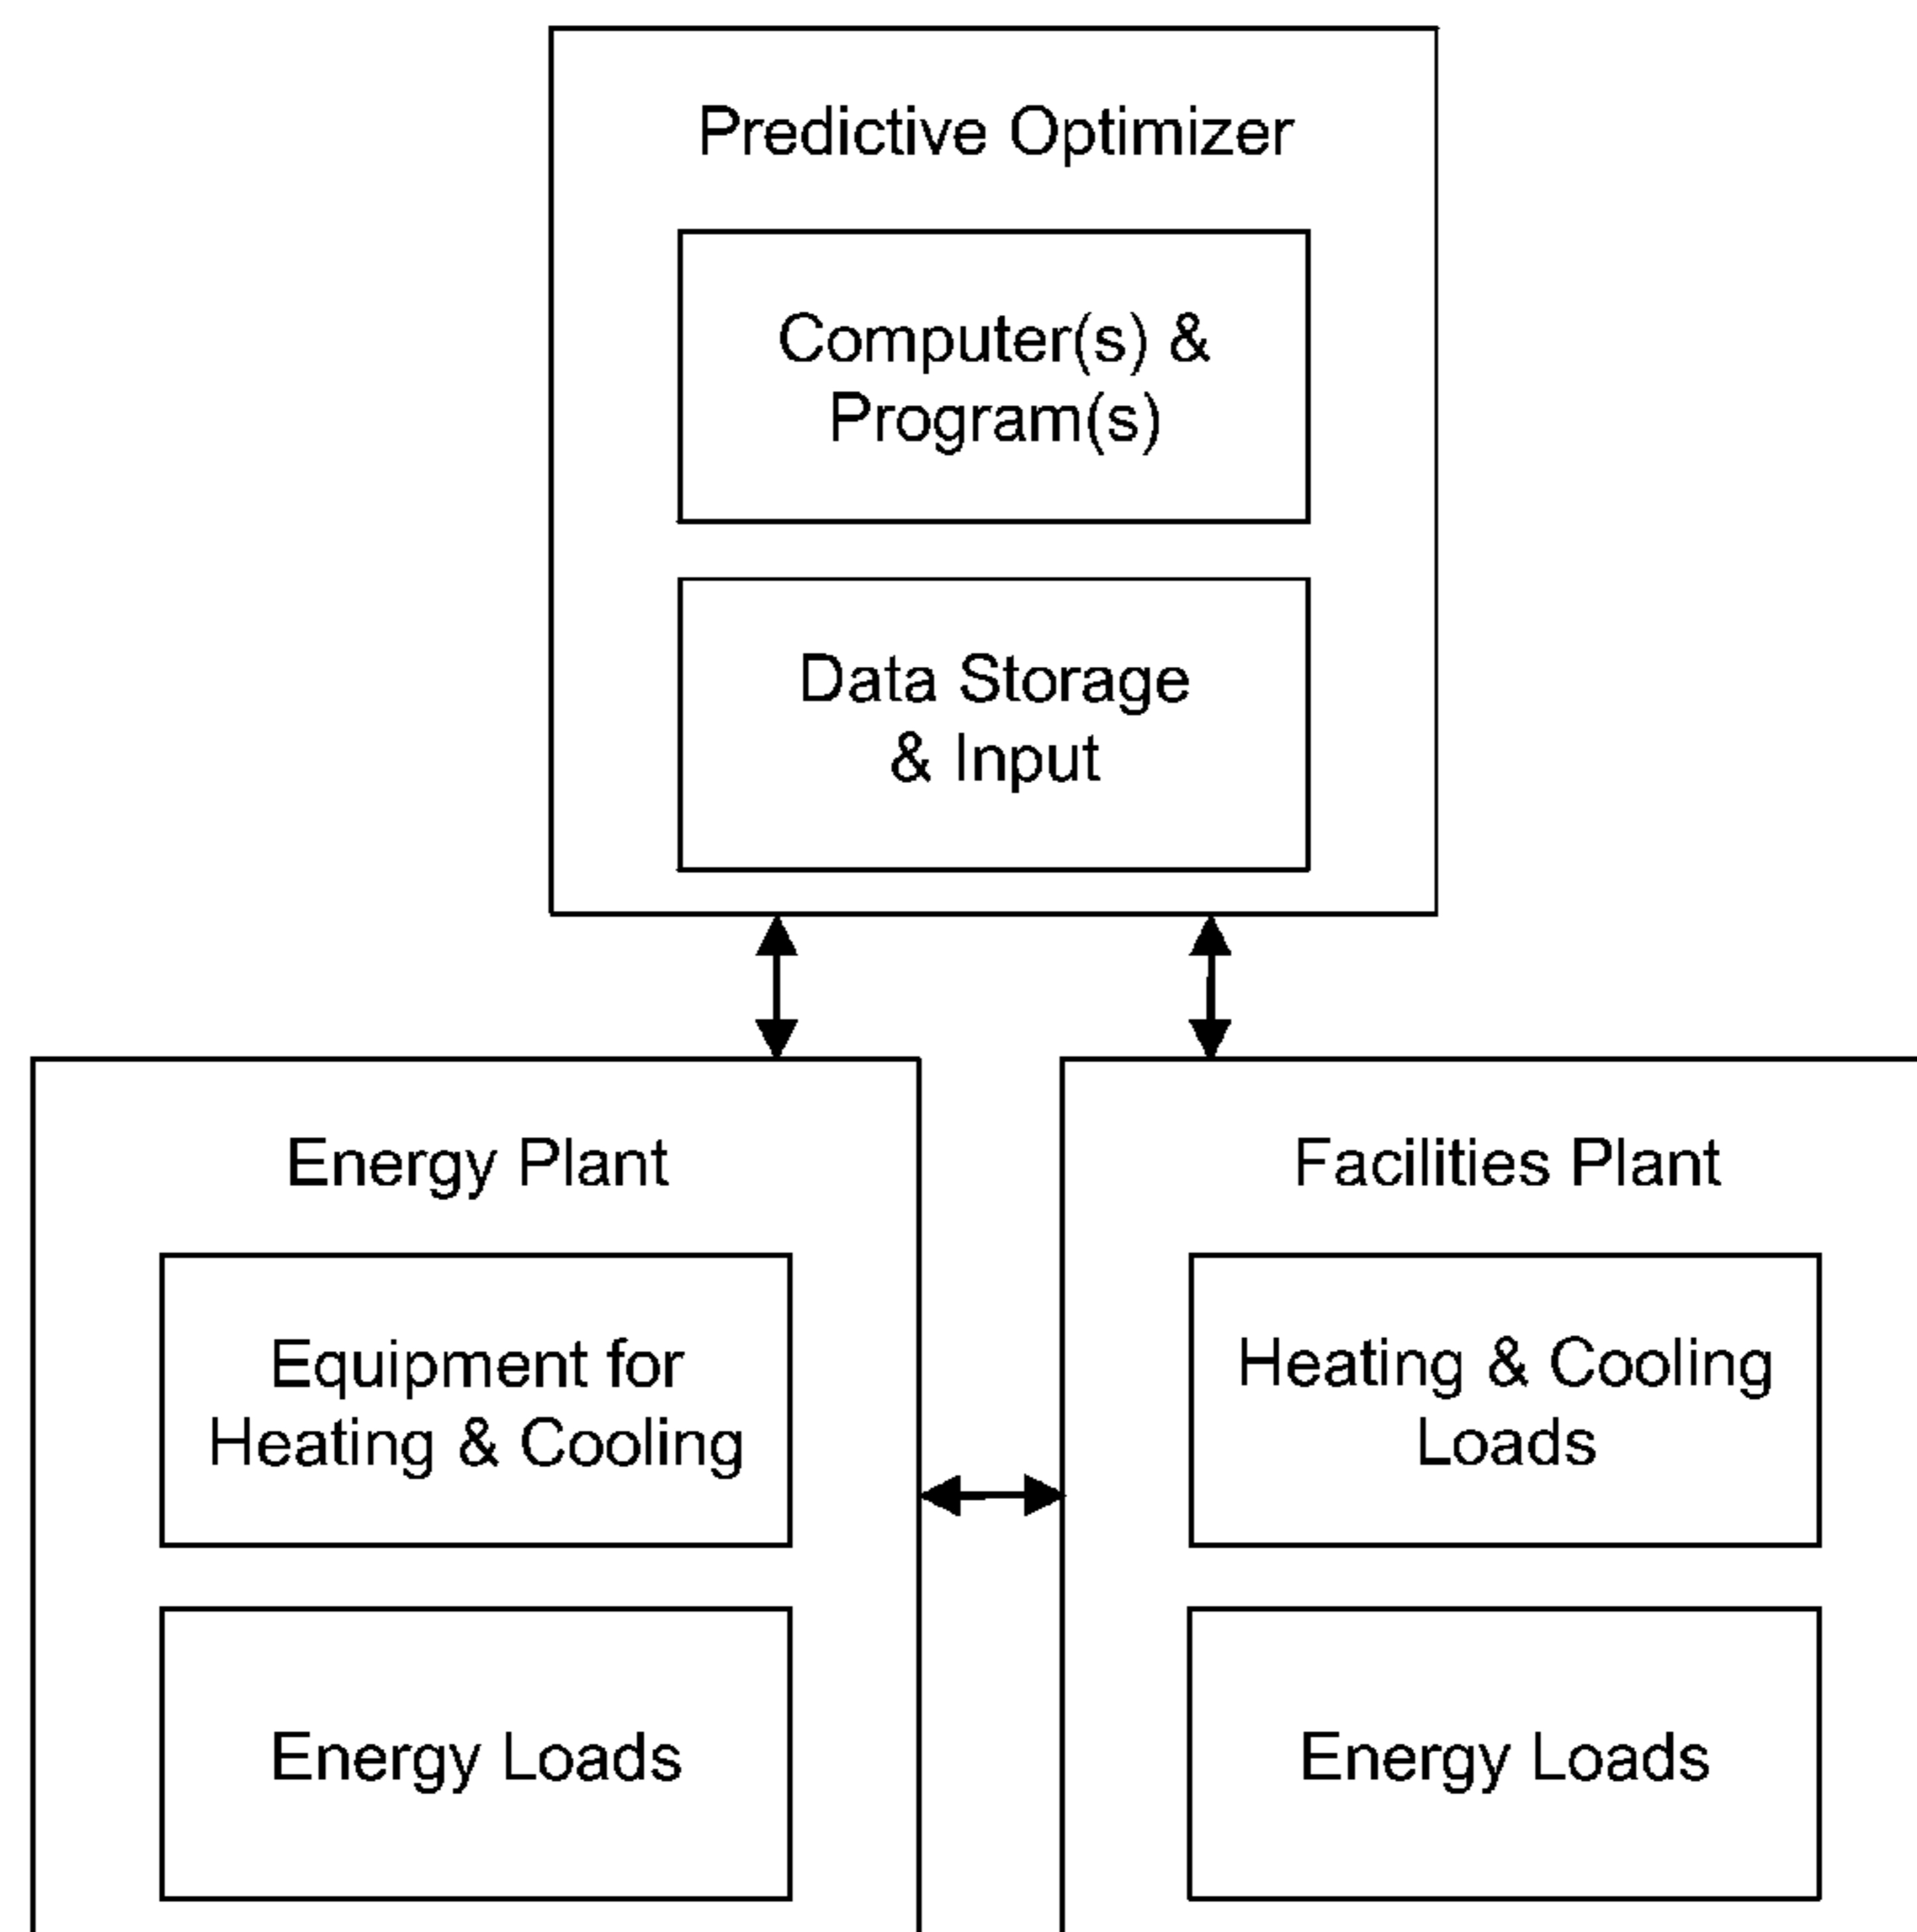 Predictive Optimizer
Computer(s) &
Program(s)
Data Storage
& Input
Energy Plant
Equipment for
Heating & Cooling
Energy Loads
Facilities Plant
Heating & Cooling
Loads
Energy Loads